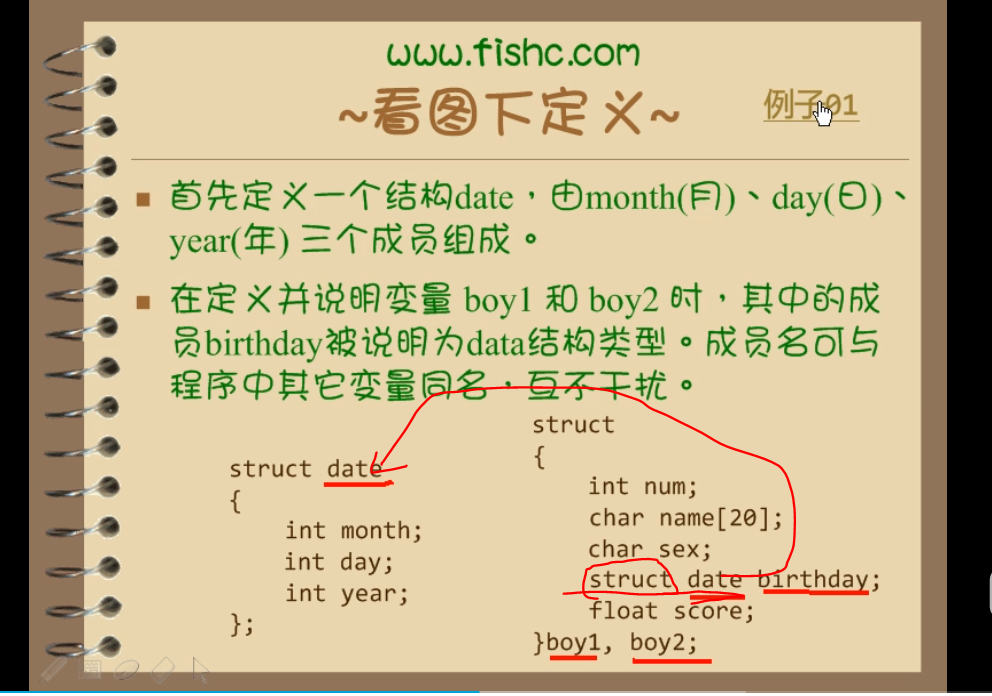 www.fishc.com
~看图下定义~
例子01
■ 首先定义一个结构date，由month(月)、day(日)、
year(年) 三个成员组成。
■ 在定义并说明变量 boy1 和 boy2 时，其中的成
员birthday被说明为data结构类型。成员名可与
程序中其它变量同名，互不干扰。
struct date
{
int month;
int day;
int year;
};
struct
{
int num;
char name[20];
char sex;
struct date birthday;
float score;
}boy1, boy2;